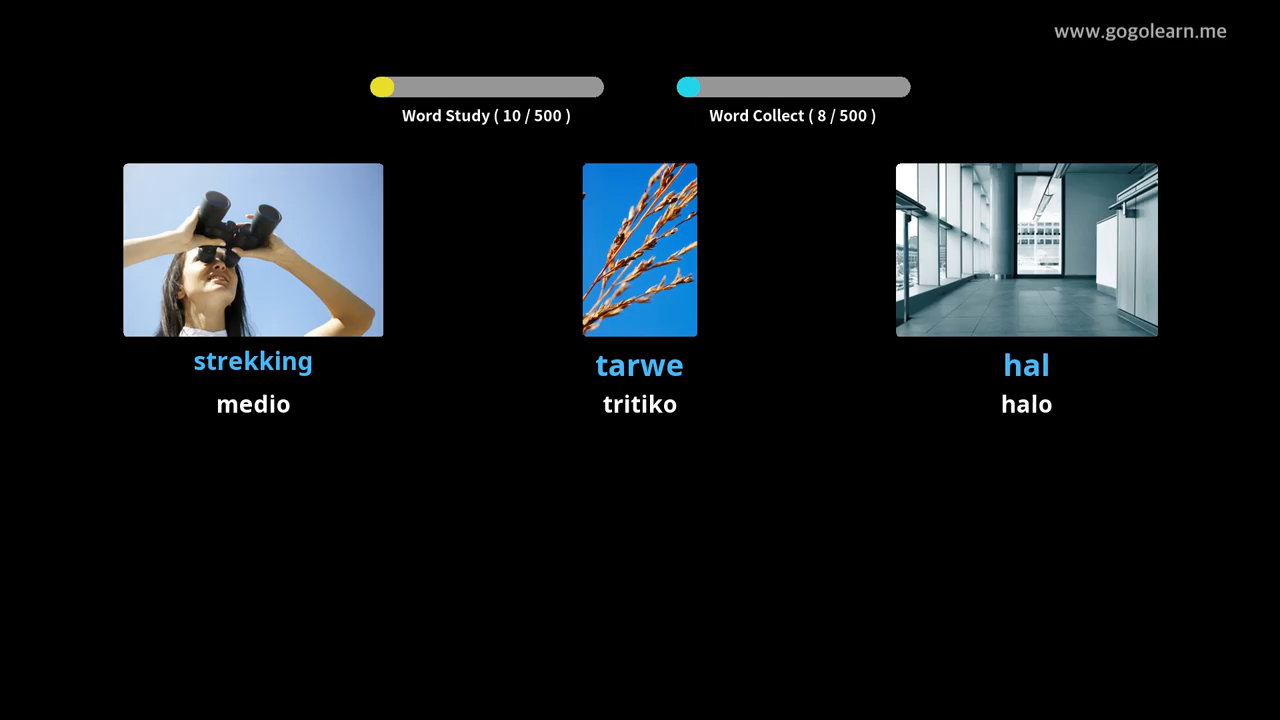 www.gogolearn.me
Word Study ( 10 / 500 )
Word Collect ( 8 / 500 )
strekking
tarwe
hal
medio
tritiko
halo